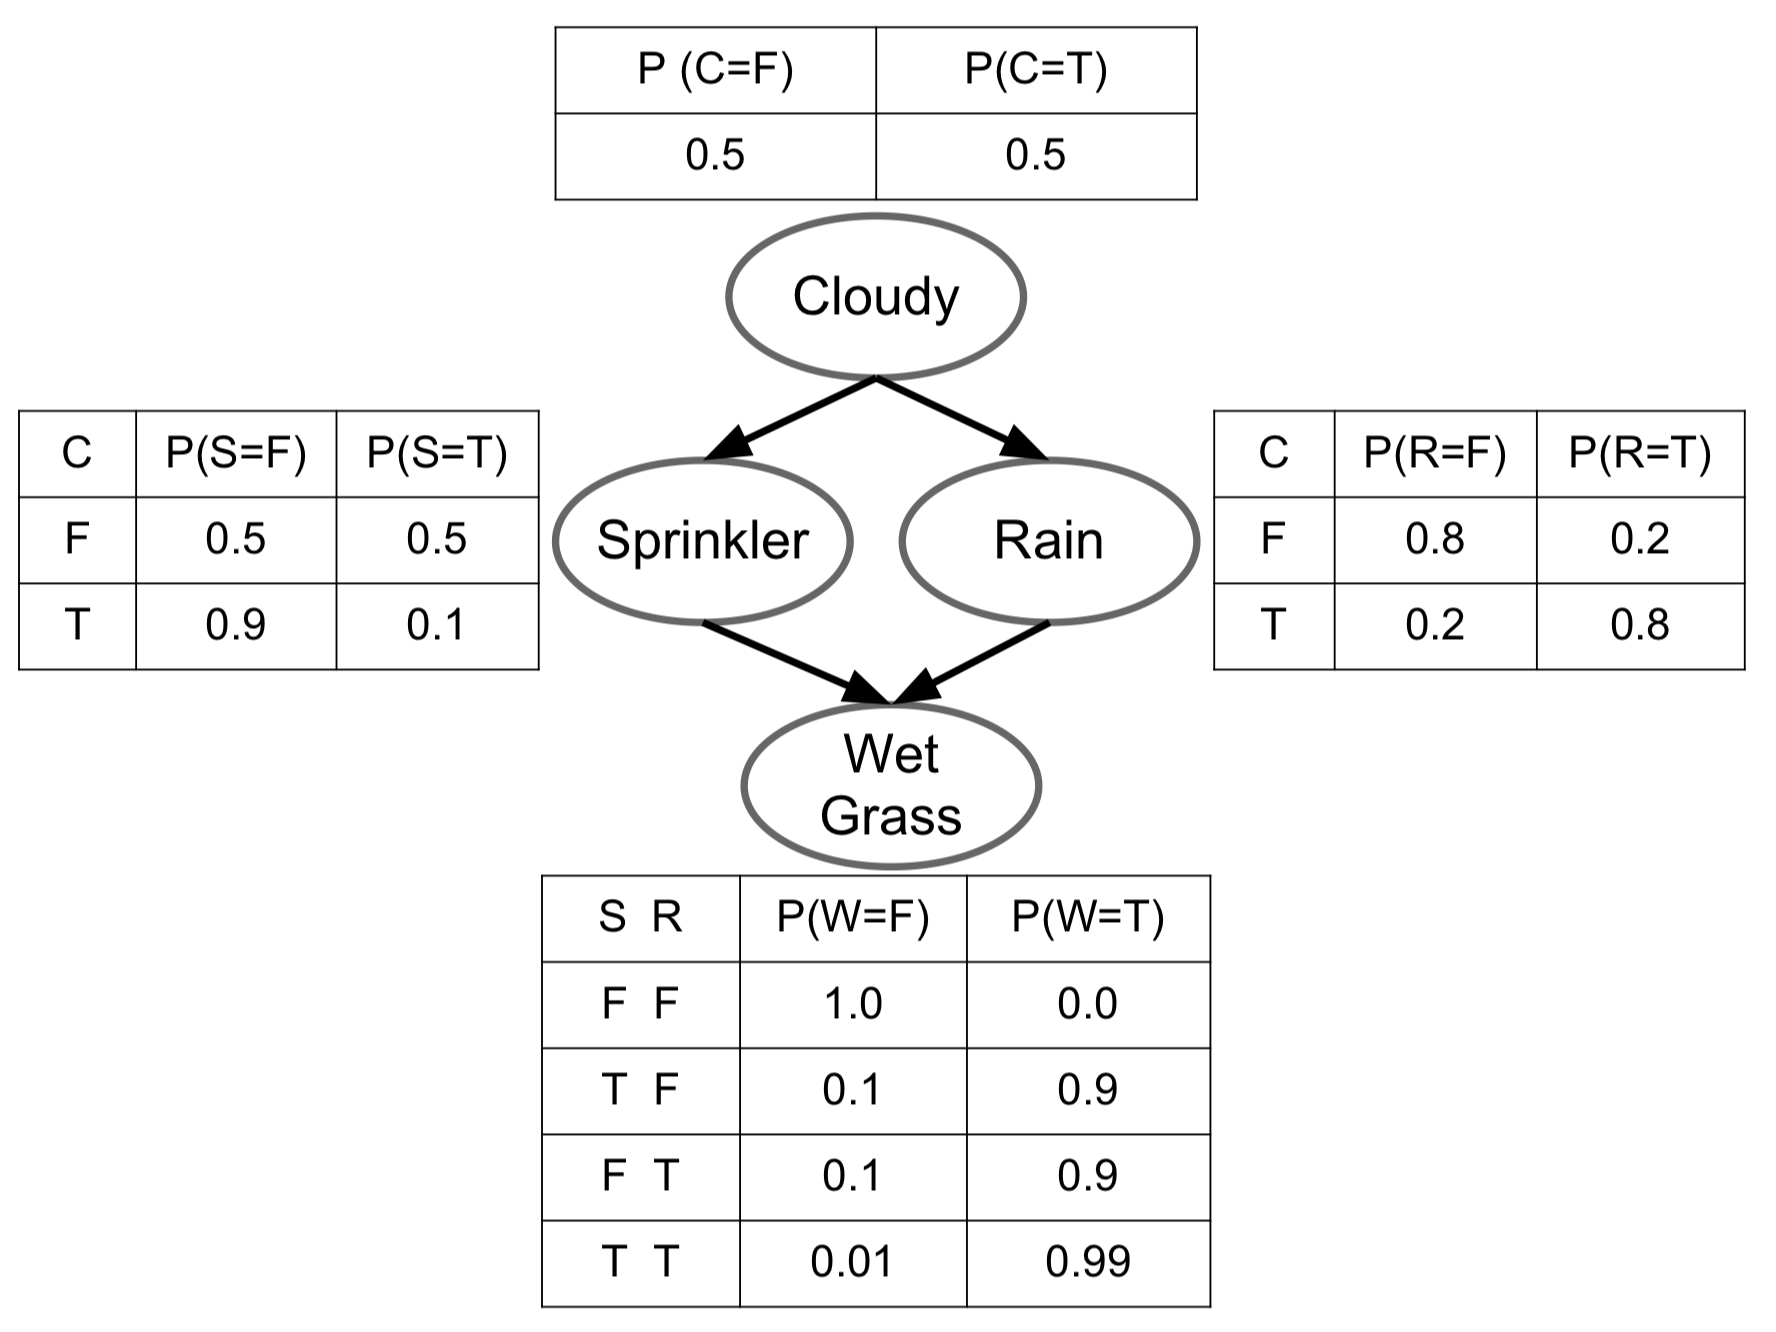 P (C=F) P(C=T)
0.5 0.5
Cloudy
C P(S=F) P(S=T)
F 0.5 0.5
T 0.9 0.1
Sprinkler
Rain
C P(R=F) P(R=T)
F 0.8 0.2
T 0.2 0.8
Wet
Grass
S R P(W=F) P(W=T)
F F 1.0 0.0
T F 0.1 0.9
F T 0.1 0.9
T T 0.01 0.99